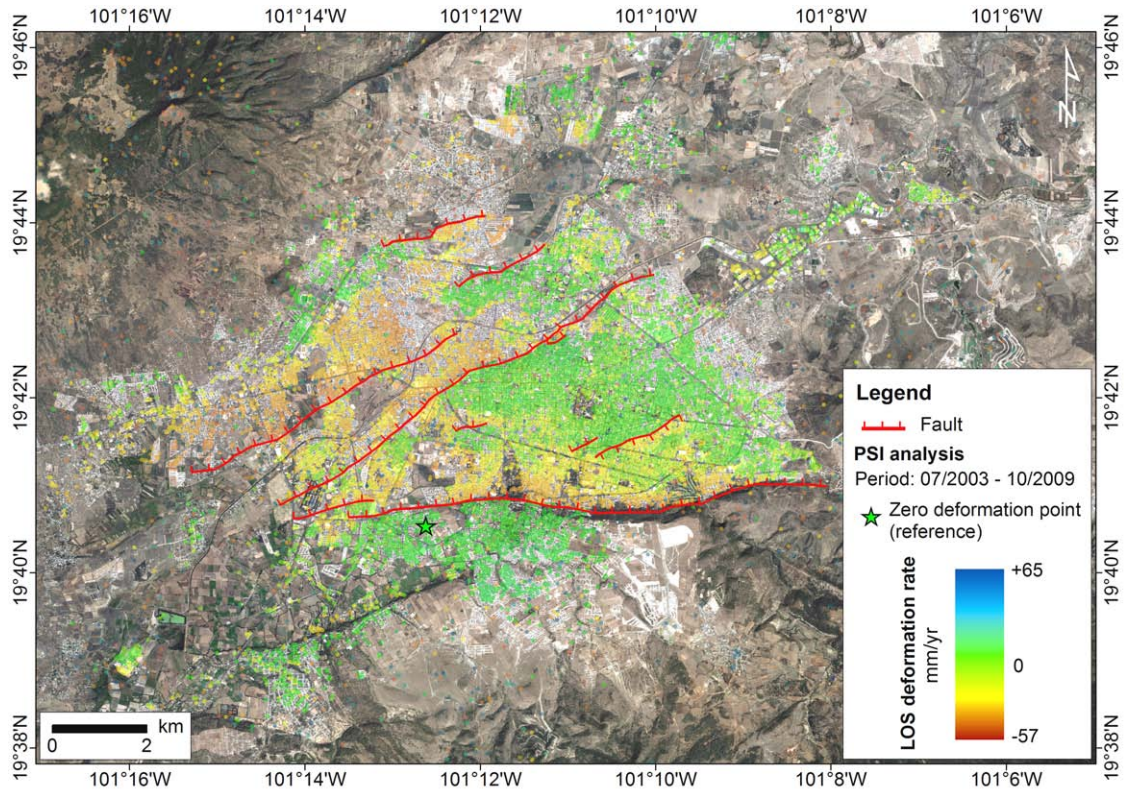 101°16'W 101°14'W 101°12'W 101°10'W 101°8'W 101°6'W
19°46'N 19°46'N
19°44'N 19°44'N
19°42'N 19°42'N
19°40'N 19°40'N
19°38'N 19°38'N
N
Legend
Fault
PSI analysis
Period: 07/2003 - 10/2009
Zero deformation point
(reference)
LOS deformation rate
mm/yr
+65
0
-57
km
0 2
101°16'W 101°14'W 101°12'W 101°10'W 101°8'W 101°6'W